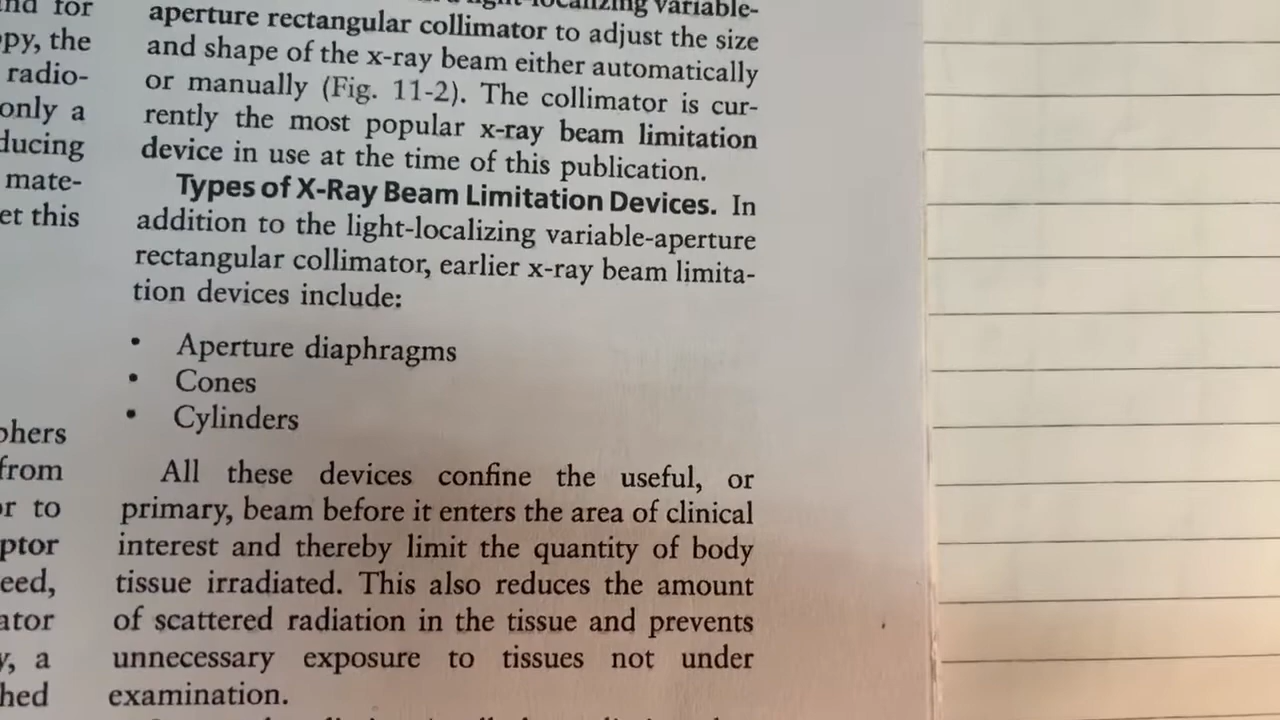 nd for
py, the
radio-
only a
ducing
mate-
et this
phers
from
r to
ptor
eed,
ator
y, a
hed
light-localizing variable-
aperture rectangular collimator to adjust the size
and shape of the x-ray beam either automatically
or manually (Fig. 11-2). The collimator is cur-
rently the most popular x-ray beam limitation
device in use at the time of this publication.
Types of X-Ray Beam Limitation Devices. In
addition to the light-localizing variable-aperture
rectangular collimator, earlier x-ray beam limita-
tion devices include:
• Aperture diaphragms
• Cones
• Cylinders
All these devices confine the useful, or
primary, beam before it enters the area of clinical
interest and thereby limit the quantity of body
tissue irradiated. This also reduces the amount
of scattered radiation in the tissue and prevents
unnecessary exposure to tissues not under
examination.